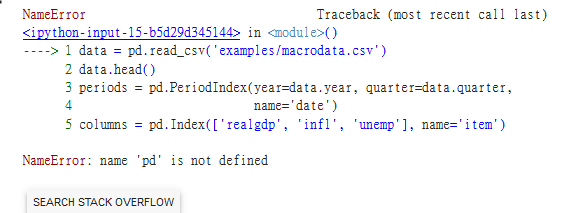 NameError Traceback (most recent call last)
<ipython-input-15-b5d29d345144> in <module>()
----> 1 data = pd.read_csv('examples/macrodata.csv')
2 data.head()
3 periods = pd.PeriodIndex(year=data.year, quarter=data.quarter,
4 name='date')
5 columns = pd.Index(['realgdp', 'infl', 'unemp'], name='item')
NameError: name 'pd' is not defined
SEARCH STACK OVERFLOW